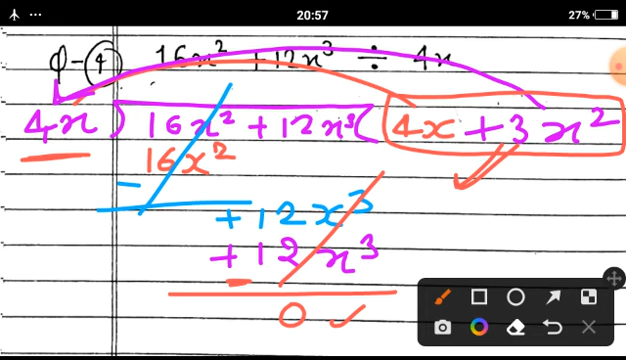 20:57 27%
φ-④ 16x² + 12x³ ÷ 4x
4x ) 16x² + 12x³ ( 4x + 3x²
16x²
-
+ 12x³
+ 12x³
-
0 ✓